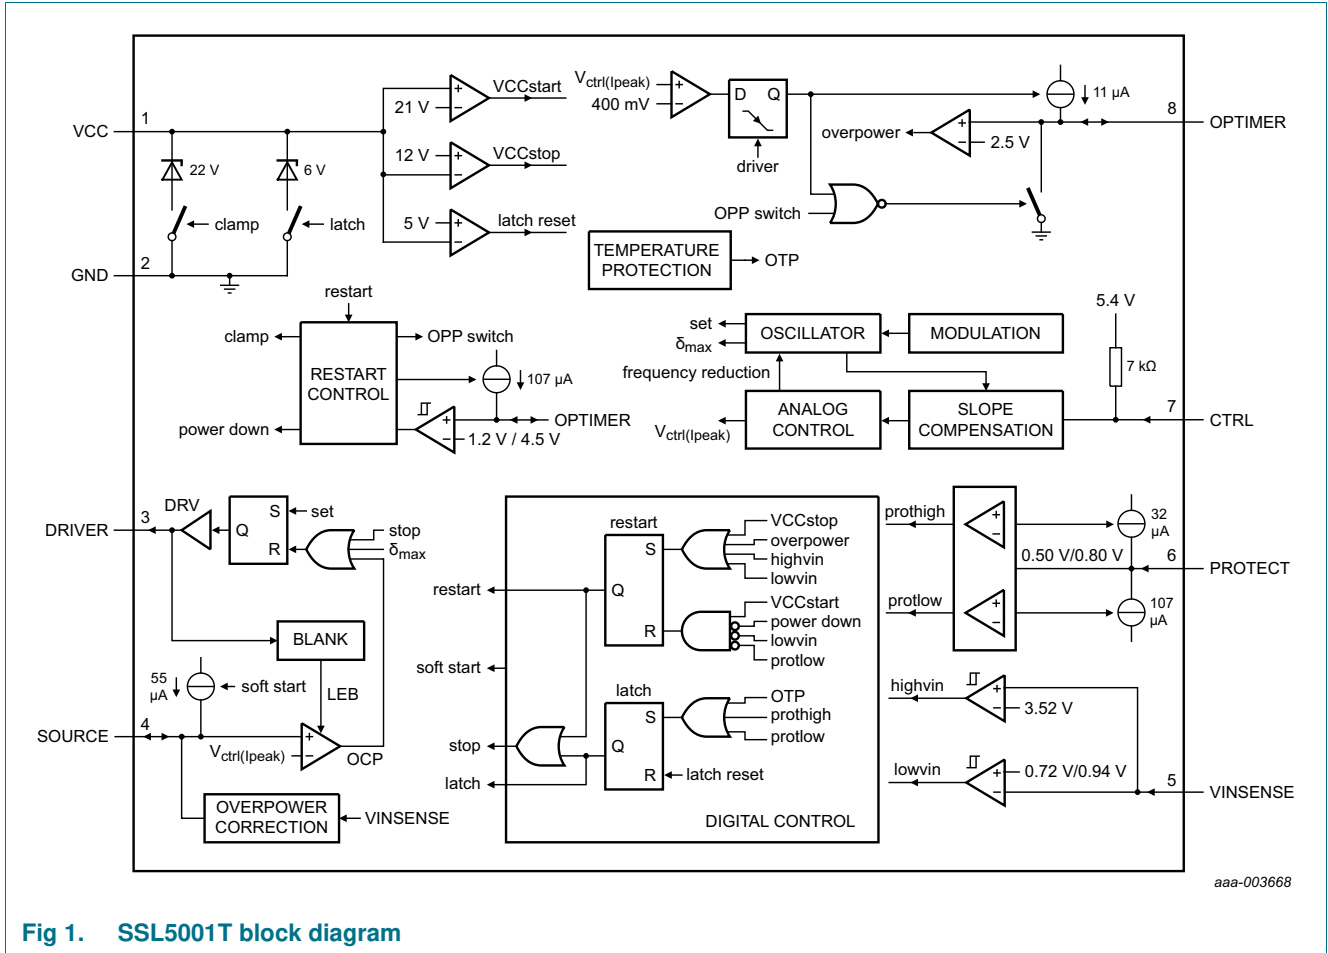 VCC
1
22 V
6 V
clamp
latch
GND
2
21 V
VCCstart
12 V
VCCstop
5 V
latch reset
Vctrl(Ipeak)
400 mV
D
Q
driver
OPP switch
overpower
2.5 V
11 μA
8
OPTIMER
TEMPERATURE
PROTECTION
OTP
restart
clamp
RESTART
CONTROL
OPP switch
107 μA
OPTIMER
1.2 V / 4.5 V
power down
set
δmax
OSCILLATOR
MODULATION
frequency reduction
5.4 V
7 kΩ
Vctrl(Ipeak)
ANALOG
CONTROL
SLOPE
COMPENSATION
7
CTRL
DRIVER
3
DRV
Q
S
R
set
stop
δmax
BLANK
LEB
55
μA
soft start
SOURCE
4
Vctrl(Ipeak)
OCP
OVERPOWER
CORRECTION
VINSENSE
restart
S
Q
R
VCCstop
overpower
highvin
lowvin
VCCstart
power down
lowvin
protlow
restart
soft start
latch
S
Q
R
OTP
prothigh
protlow
latch reset
stop
latch
DIGITAL CONTROL
prothigh
32
μA
0.50 V/0.80 V
6
PROTECT
protlow
107
μA
highvin
3.52 V
lowvin
0.72 V/0.94 V
5
VINSENSE
aaa-003668
Fig 1. SSL5001T block diagram